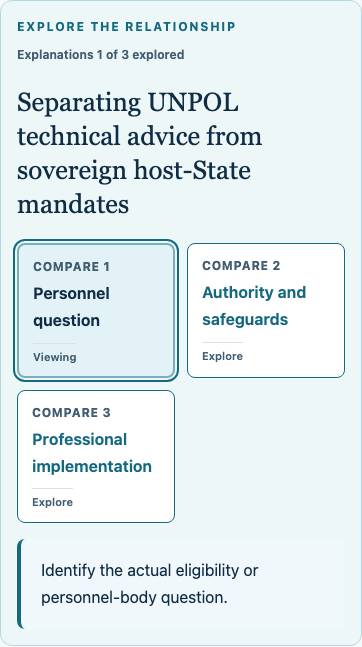 EXPLORE THE RELATIONSHIP
Explanations 1 of 3 explored
Separating UNPOL
technical advice from
sovereign host-State
mandates
COMPARE 1
Personnel
question
Viewing
COMPARE 2
Authority and
safeguards
Explore
COMPARE 3
Professional
implementation
Explore
Identify the actual eligibility or
personnel-body question.